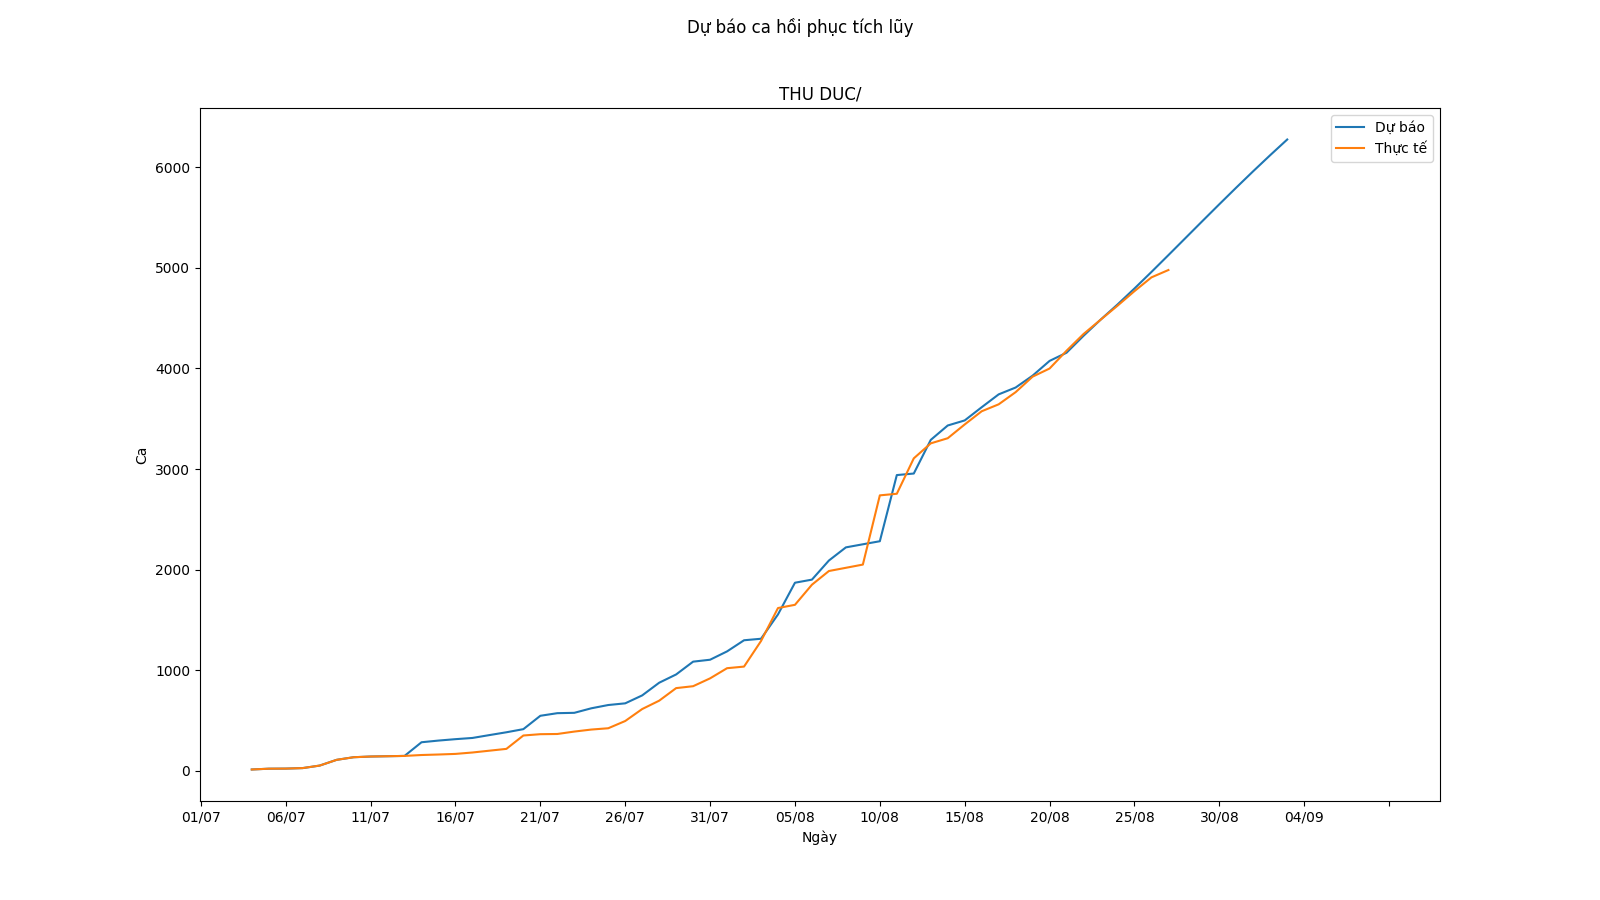 Dự báo ca hồi phục tích lũy
THU DUC/
Dự báo
Thực tế
6000
5000
4000
3000
2000
1000
0
Ca
01/07 06/07 11/07 16/07 21/07 26/07 31/07 05/08 10/08 15/08 20/08 25/08 30/08 04/09
Ngày